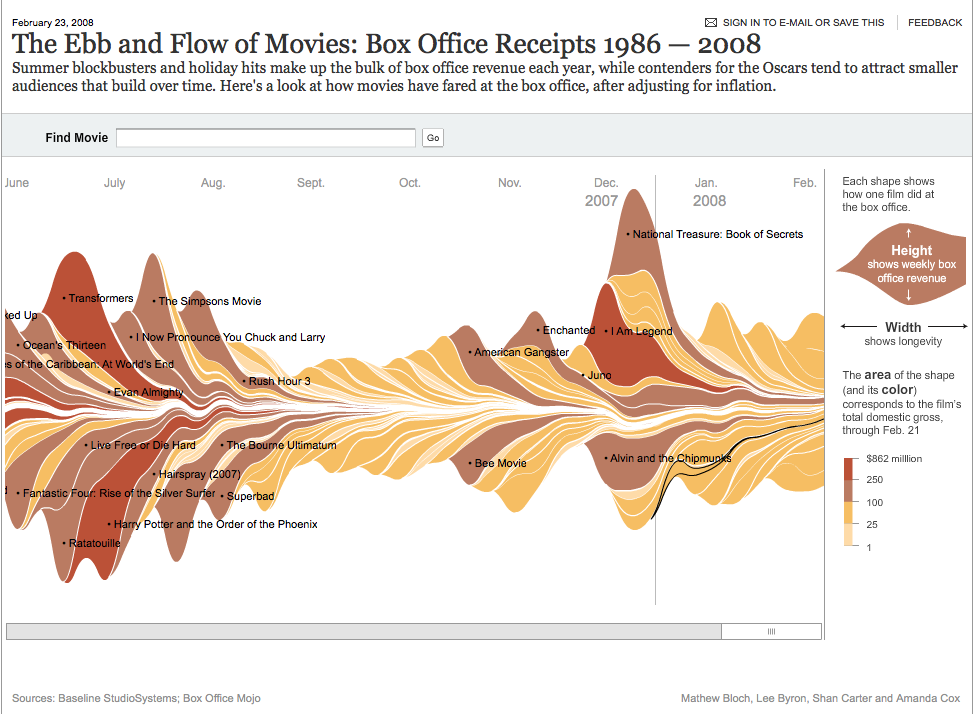 February 23, 2008
SIGN IN TO E-MAIL OR SAVE THIS
FEEDBACK
The Ebb and Flow of Movies: Box Office Receipts 1986 — 2008
Summer blockbusters and holiday hits make up the bulk of box office revenue each year, while contenders for the Oscars tend to attract smaller
audiences that build over time. Here's a look at how movies have fared at the box office, after adjusting for inflation.
Find Movie
Go
June July Aug. Sept. Oct. Nov. Dec. Jan. Feb.
2007 2008
• National Treasure: Book of Secrets
• Transformers
• The Simpsons Movie
ked Up
• I Now Pronounce You Chuck and Larry
• Enchanted
• I Am Legend
• Ocean's Thirteen
• American Gangster
es of the Caribbean: At World's End
• Juno
• Rush Hour 3
• Evan Almighty
• Live Free or Die Hard
• The Bourne Ultimatum
• Alvin and the Chipmunks
• Bee Movie
• Hairspray (2007)
• Fantastic Four: Rise of the Silver Surfer
• Superbad
• Harry Potter and the Order of the Phoenix
• Ratatouille
Each shape shows
how one film did at
the box office.
Height
shows weekly box
office revenue
Width
shows longevity
The area of the shape
(and its color)
corresponds to the film's
total domestic gross,
through Feb. 21
$862 million
250
100
25
1
Sources: Baseline StudioSystems; Box Office Mojo
Mathew Bloch, Lee Byron, Shan Carter and Amanda Cox